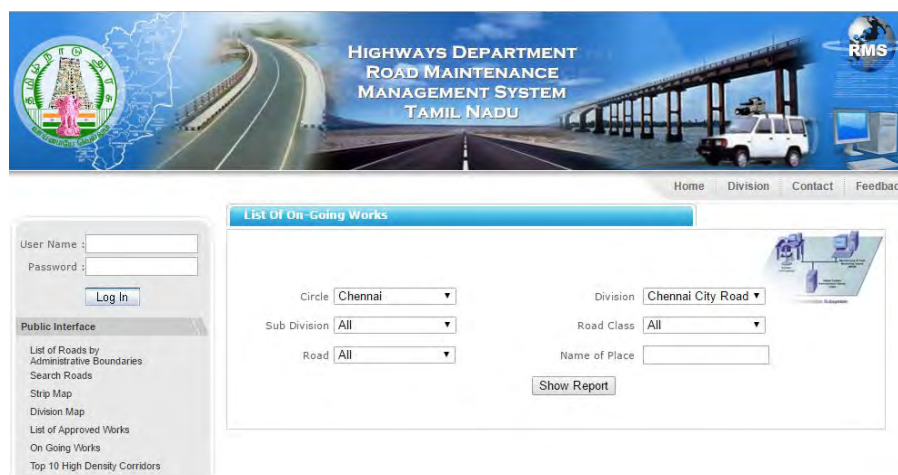 தமிழ்நாடு அரசு
HIGHWAYS DEPARTMENT
ROAD MAINTENANCE
MANAGEMENT SYSTEM
TAMIL NADU
RMS
Home Division Contact Feedbac
List Of On-Going Works
User Name :
Password :
Log In
Circle Chennai Division Chennai City Road
Sub Division All Road Class All
Road All Name of Place
Show Report
Public Interface
List of Roads by
Administrative Boundaries
Search Roads
Strip Map
Division Map
List of Approved Works
On Going Works
Top 10 High Density Corridors